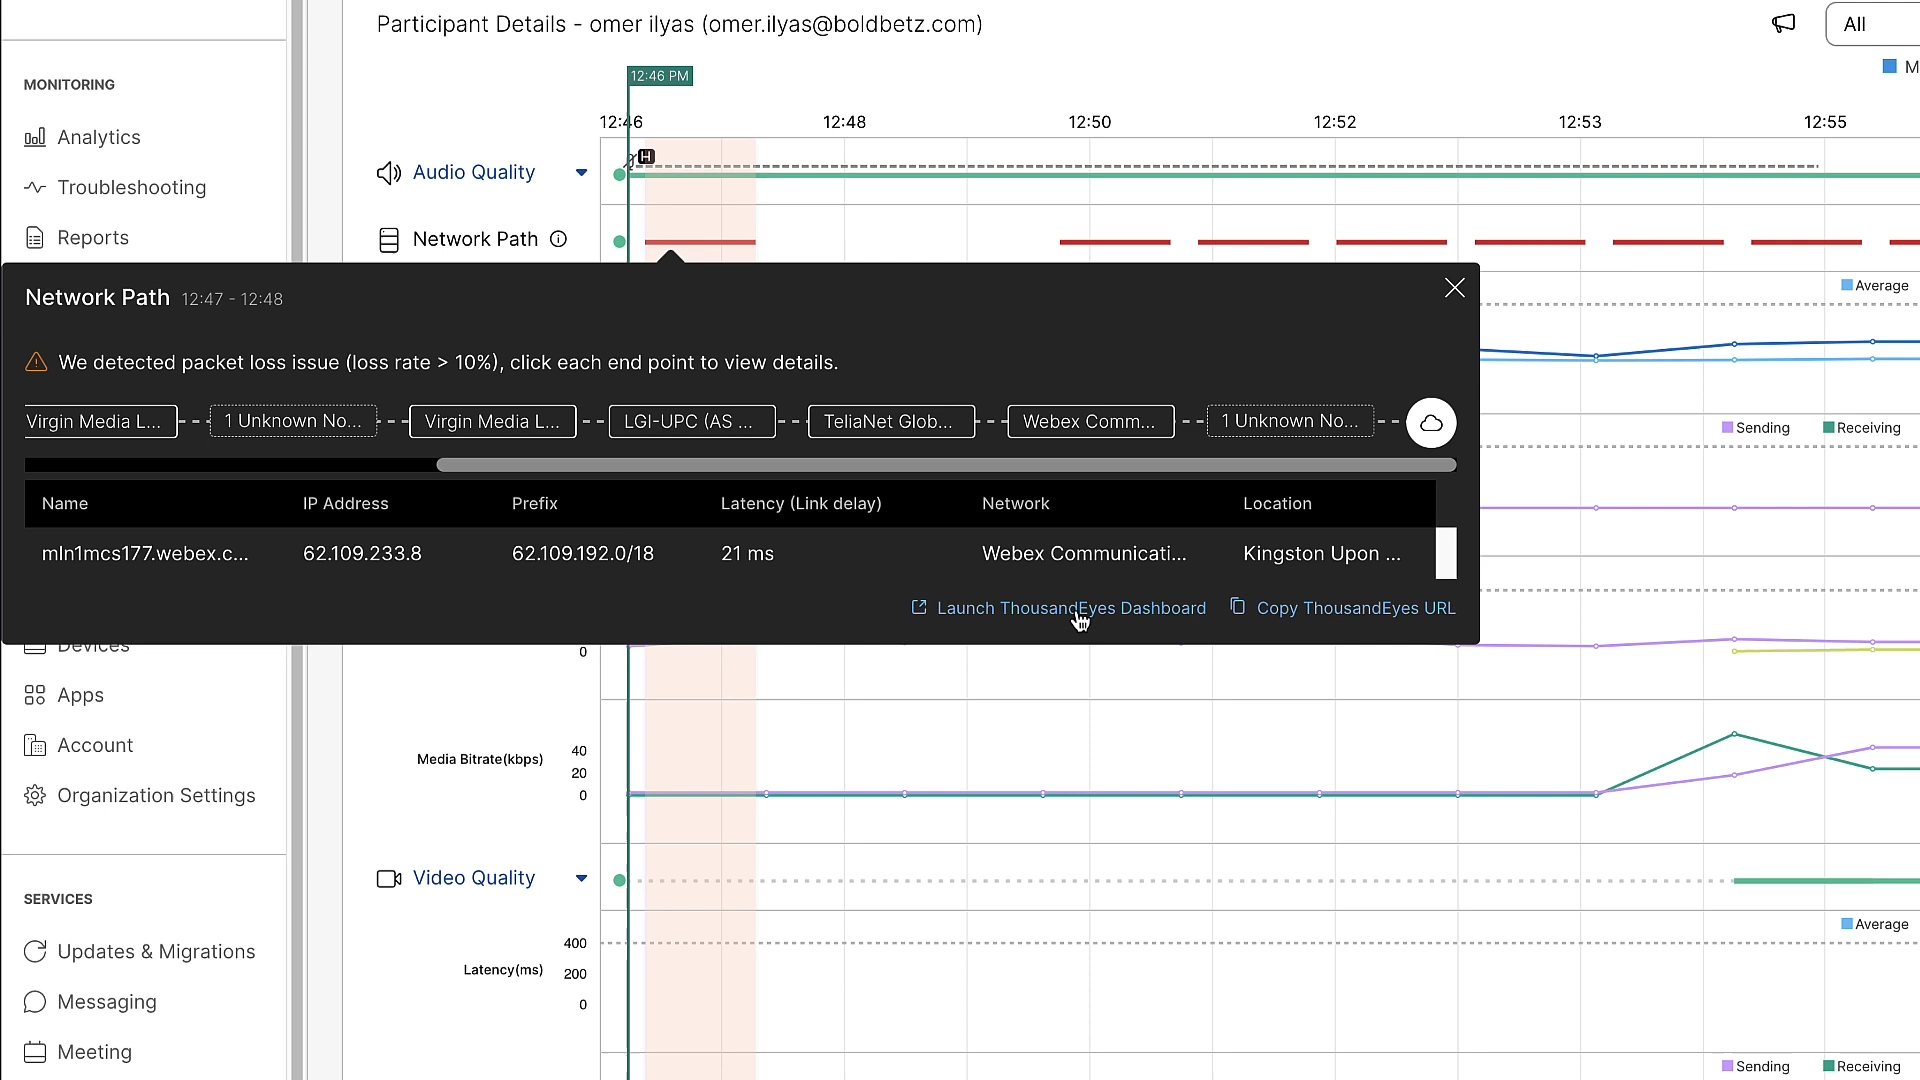 Participant Details - omer ilyas (omer.ilyas@boldbetz.com)
All
M
MONITORING
Analytics
Troubleshooting
Reports
12:46 PM
12:46 12:48 12:50 12:52 12:53 12:55
H
Audio Quality
Network Path
Network Path 12:47 - 12:48
We detected packet loss issue (loss rate > 10%), click each end point to view details.
Virgin Media L... 1 Unknown No... Virgin Media L... LGI-UPC (AS ... TeliaNet Glob... Webex Comm... 1 Unknown No...
Name IP Address Prefix Latency (Link delay) Network Location
mln1mcs177.webex.c... 62.109.233.8 62.109.192.0/18 21 ms Webex Communicati... Kingston Upon ...
Launch ThousandEyes Dashboard Copy ThousandEyes URL
Average
Sending Receiving
Devices
Apps
Account
Organization Settings
0
Media Bitrate(kbps)
40
20
0
Video Quality
Average
Latency(ms)
400
200
0
Sending Receiving
SERVICES
Updates & Migrations
Messaging
Meeting